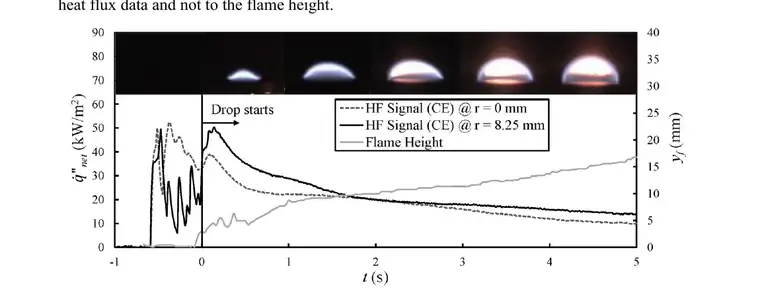 heat flux data and not to the flame height.
90
80
70
60
50
40
30
20
10
0
q̇"net (kW/m²)
Drop starts
HF Signal (CE) @ r = 0 mm
HF Signal (CE) @ r = 8.25 mm
Flame Height
40
35
30
25
20
15
10
5
0
yf (mm)
-1 0 1 2 3 4 5
t (s)